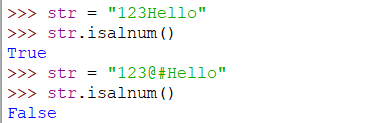 >>> str = "123Hello"
>>> str.isalnum()
True
>>> str = "123@#Hello"
>>> str.isalnum()
False